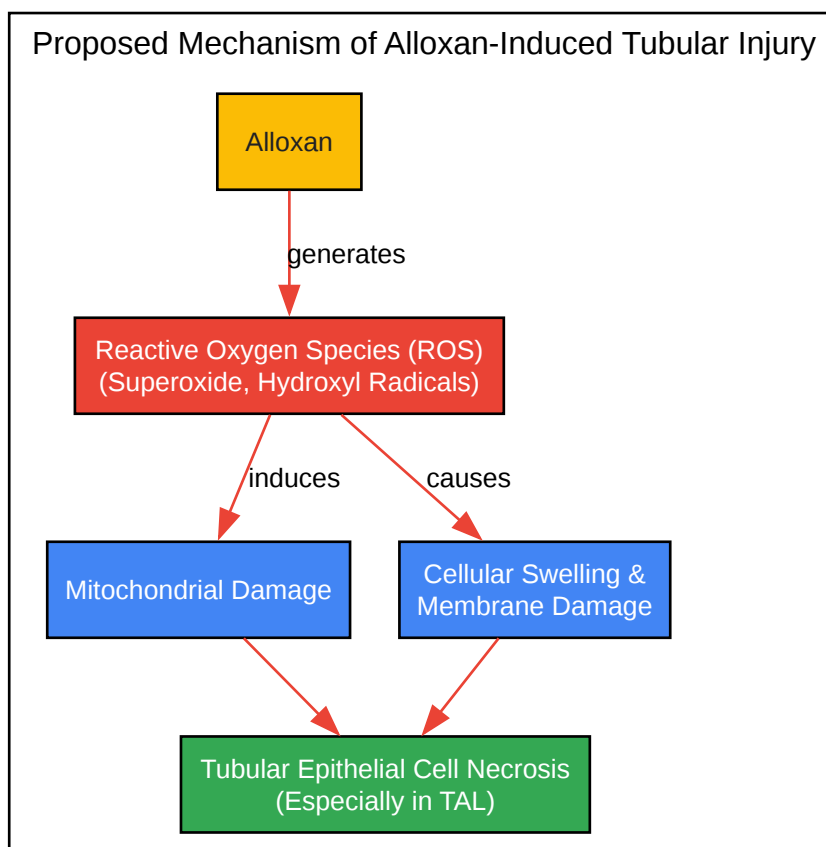 Proposed Mechanism of Alloxan-Induced Tubular Injury
Alloxan
generates
Reactive Oxygen Species (ROS)
(Superoxide, Hydroxyl Radicals)
induces
causes
Mitochondrial Damage
Cellular Swelling &
Membrane Damage
Tubular Epithelial Cell Necrosis
(Especially in TAL)